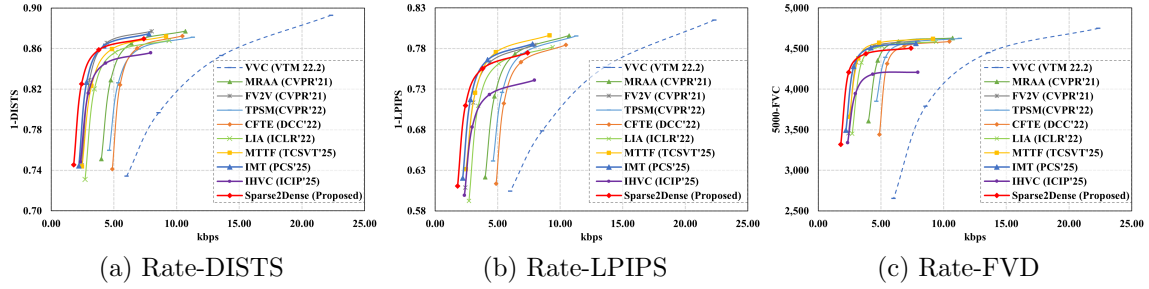 0.90
0.86
0.82
0.78
0.74
0.70
1-DISTS
0.00 5.00 10.00 15.00 20.00 25.00
kbps
VVC (VTM 22.2)
MRAA (CVPR'21)
FV2V (CVPR'21)
TPSM(CVPR'22)
CFTE (DCC'22)
LIA (ICLR'22)
MTTF (TCSVT'25)
IMT (PCS'25)
IHVC (ICIP'25)
Sparse2Dense (Proposed)
(a) Rate-DISTS
0.83
0.78
0.73
0.68
0.63
0.58
1-LPIPS
0.00 5.00 10.00 15.00 20.00 25.00
kbps
VVC (VTM 22.2)
MRAA (CVPR'21)
FV2V (CVPR'21)
TPSM(CVPR'22)
CFTE (DCC'22)
LIA (ICLR'22)
MTTF (TCSVT'25)
IMT (PCS'25)
IHVC (ICIP'25)
Sparse2Dense (Proposed)
(b) Rate-LPIPS
5,000
4,500
4,000
3,500
3,000
2,500
5000-FVC
0.00 5.00 10.00 15.00 20.00 25.00
kbps
VVC (VTM 22.2)
MRAA (CVPR'21)
FV2V (CVPR'21)
TPSM(CVPR'22)
CFTE (DCC'22)
LIA (ICLR'22)
MTTF (TCSVT'25)
IMT (PCS'25)
IHVC (ICIP'25)
Sparse2Dense (Proposed)
(c) Rate-FVD